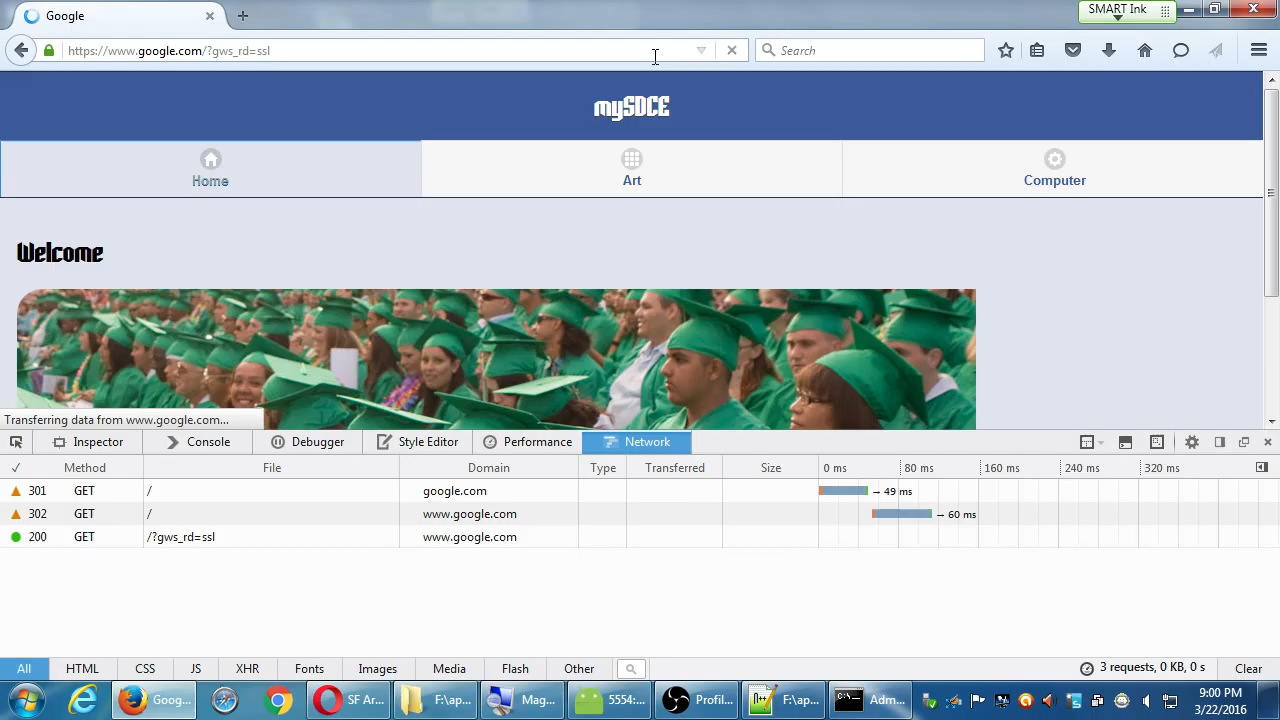 Google
SMART Ink
https://www.google.com/?gws_rd=ssl
Search
mySDCE
Home
Art
Computer
Welcome
Transferring data from www.google.com...
Inspector
Console
Debugger
Style Editor
Performance
Network
✓ Method File Domain Type Transferred Size 0 ms 80 ms 160 ms 240 ms 320 ms
301 GET / google.com → 49 ms
302 GET / www.google.com → 60 ms
200 GET /?gws_rd=ssl www.google.com
All HTML CSS JS XHR Fonts Images Media Flash Other 3 requests, 0 KB, 0 s Clear
Goog... SF Ar... F:\ap... Mag... 5554:... Profil... F:\ap... Adm...
9:00 PM
3/22/2016